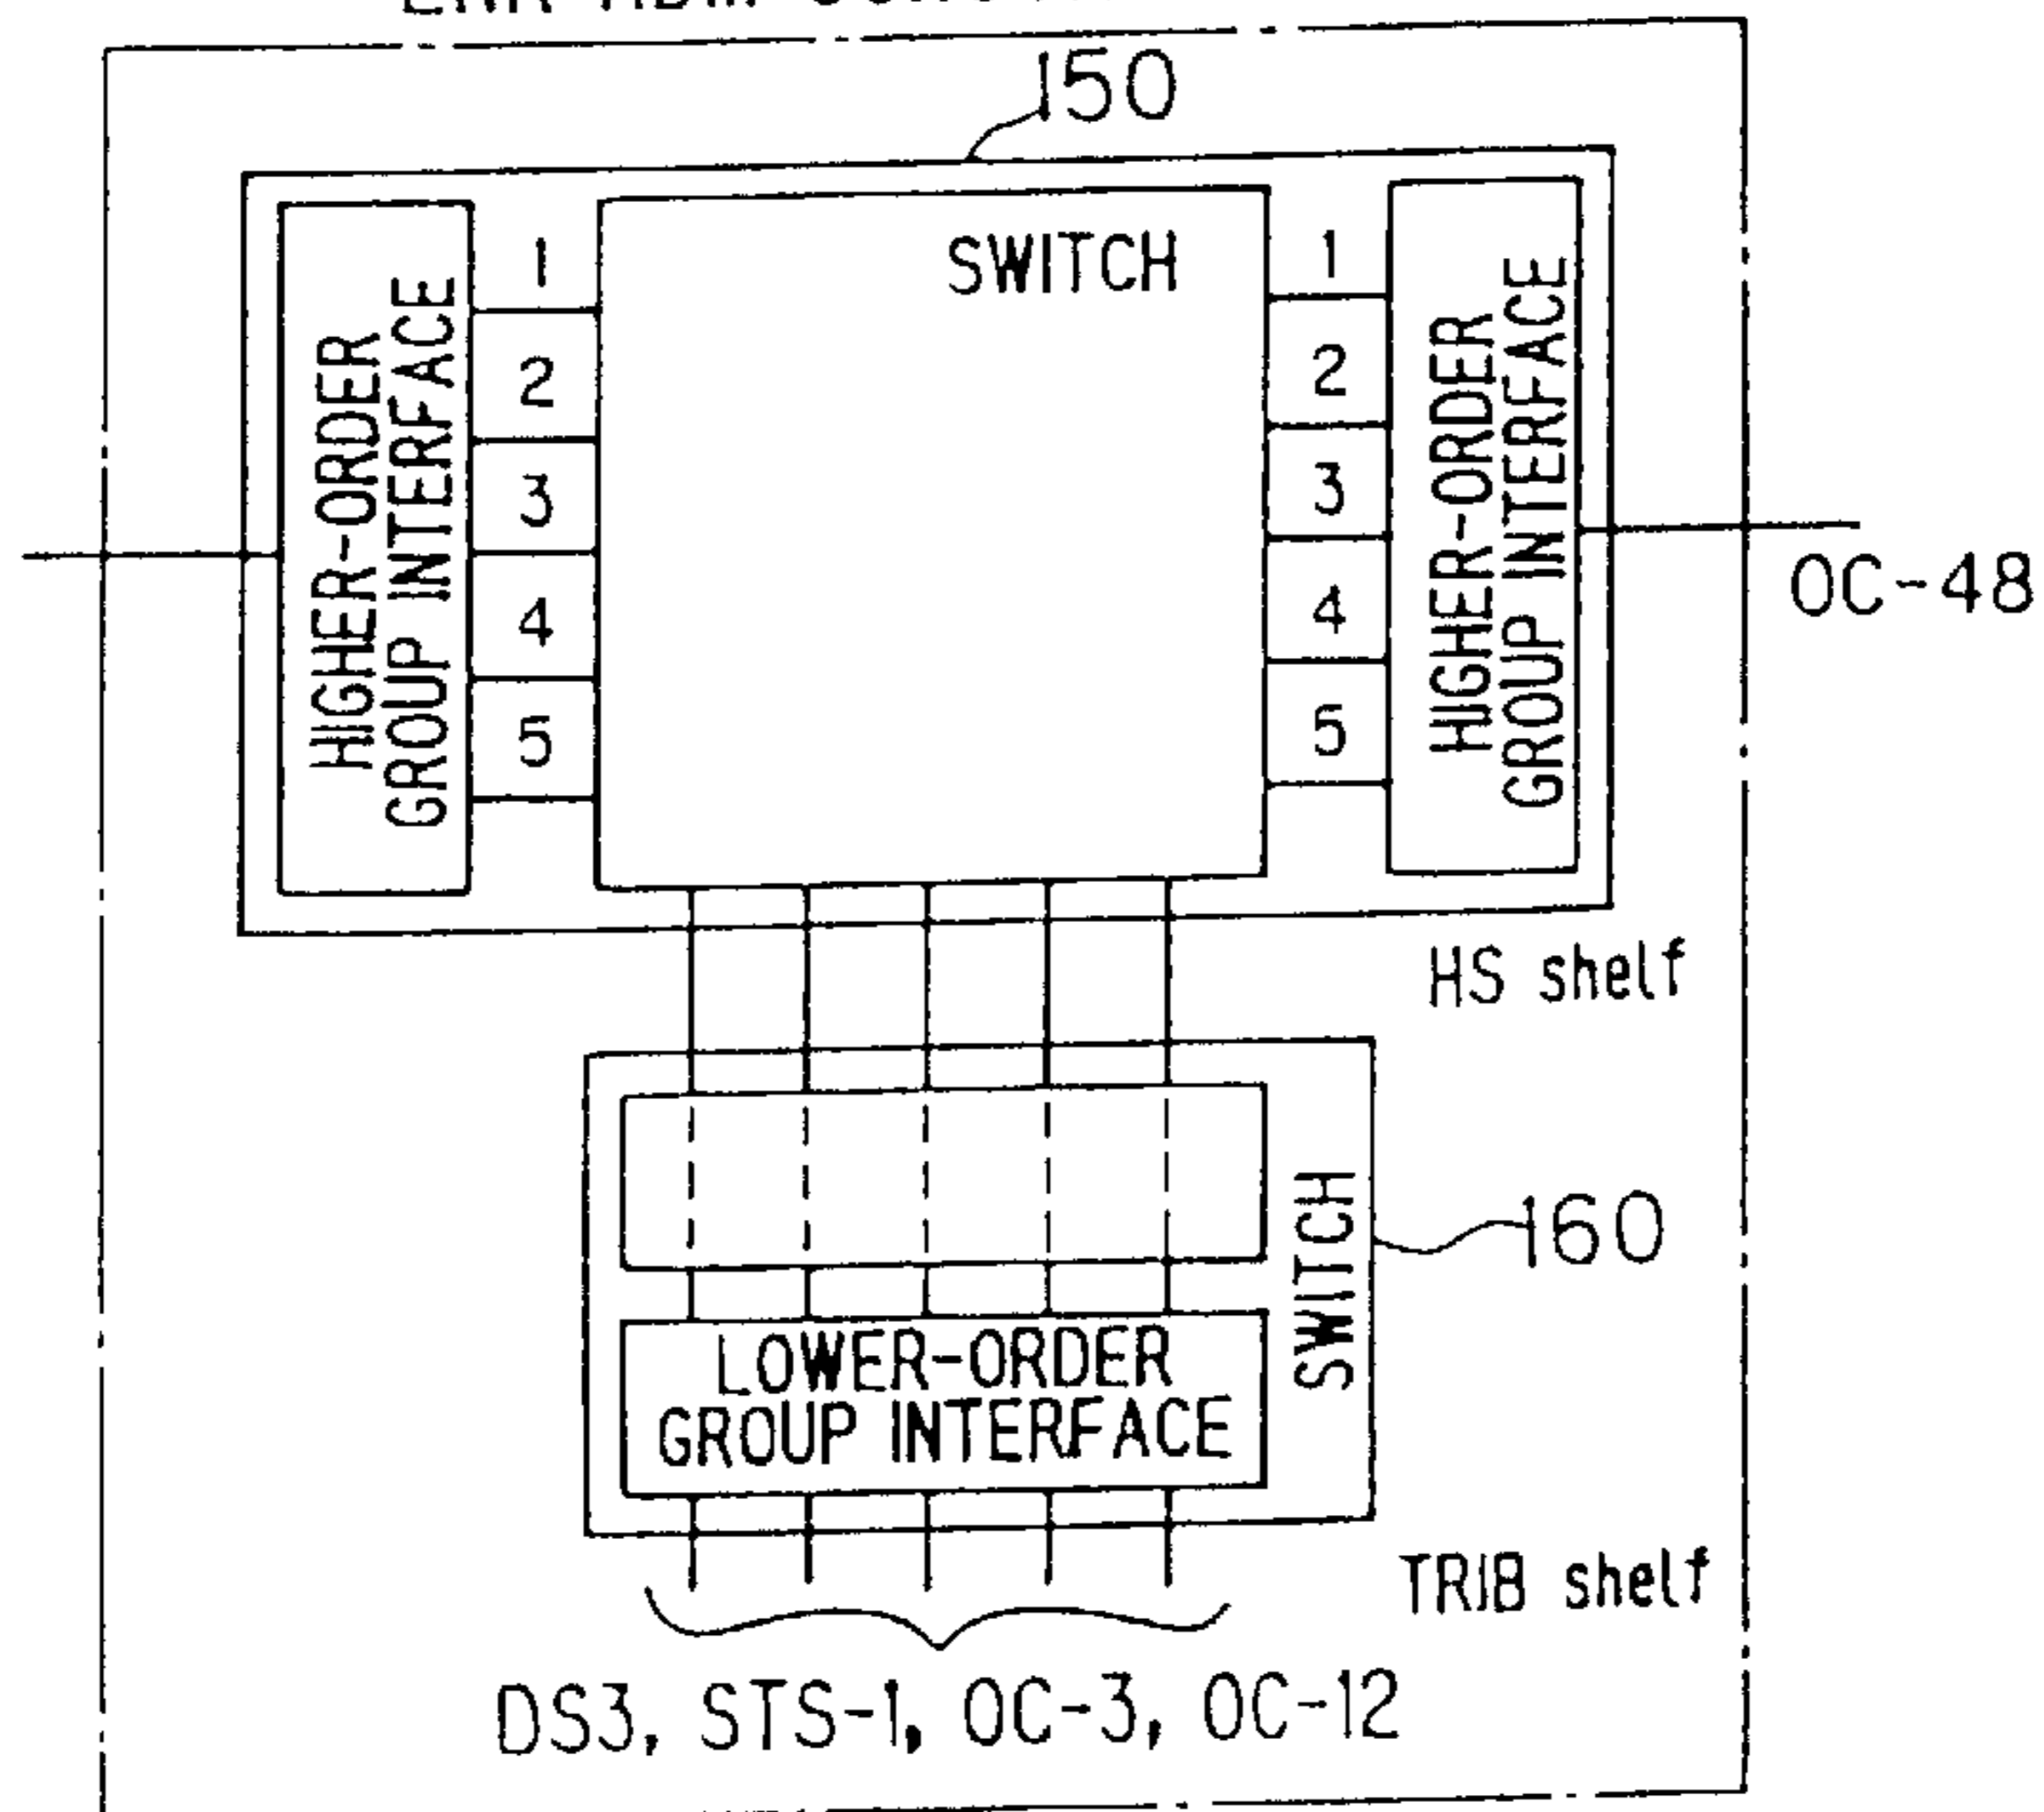 150
SWITCH
HIGHER-ORDER
GROUP INTERFACE
1
2
3
4
5
1
2
3
4
5
HIGHER-ORDER
GROUP INTERFACE
OC-48
HS shelf
SWITCH
160
LOWER-ORDER
GROUP INTERFACE
TRIB shelf
DS3, STS-1, OC-3, OC-12